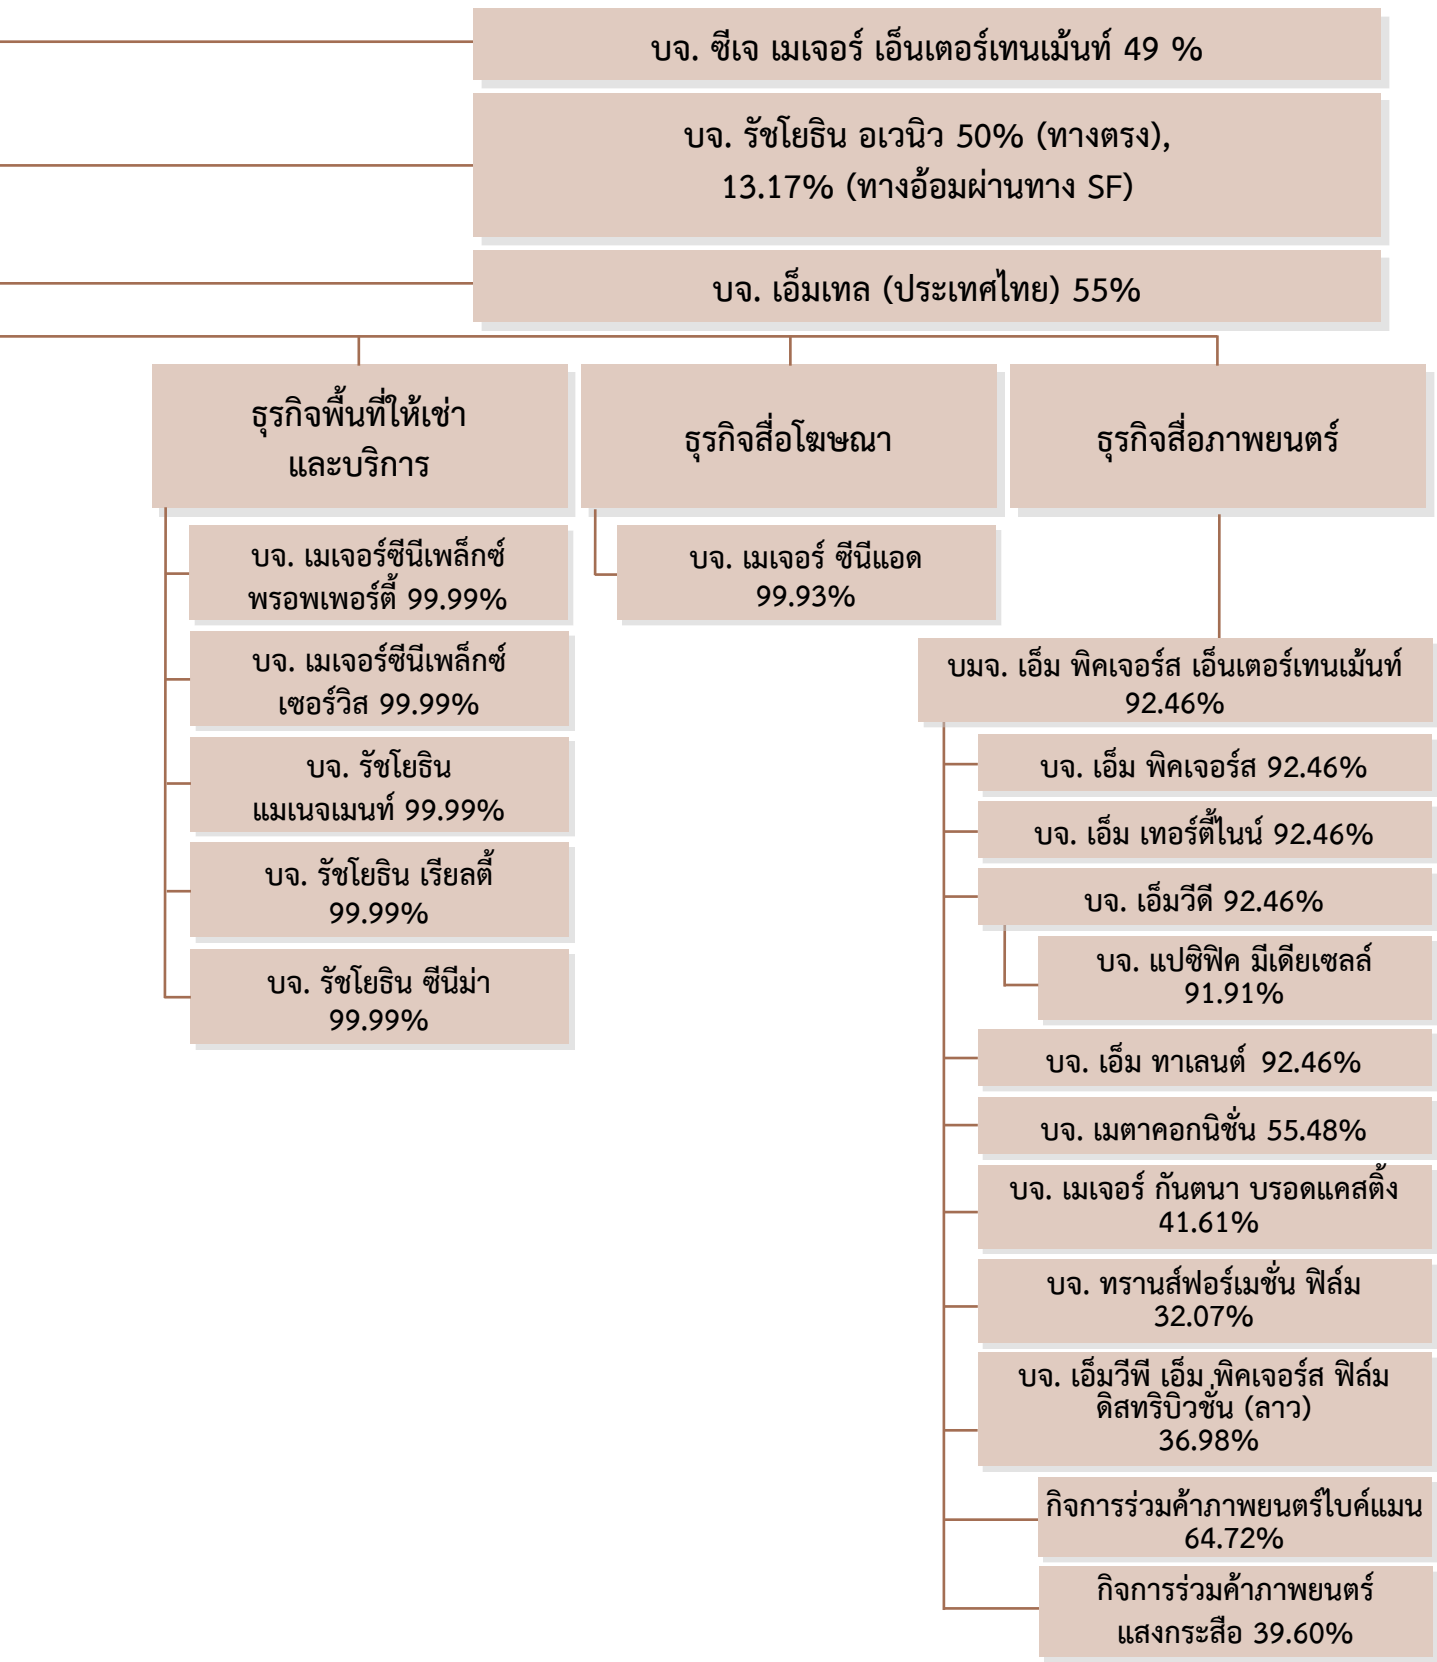 บจ. ซีเจ เมเจอร์ เอ็นเตอร์เทนเม้นท์ 49 %
บจ. รัชโยธิน อเวนิว 50% (ทางตรง),
13.17% (ทางอ้อมผ่านทาง SF)
บจ. เอ็มเทล (ประเทศไทย) 55%
ธุรกิจพื้นที่ให้เช่า
และบริการ
บจ. เมเจอร์ซีนีเพล็กซ์
พรอพเพอร์ตี้ 99.99%
บจ. เมเจอร์ซีนีเพล็กซ์
เซอร์วิส 99.99%
บจ. รัชโยธิน
แมเนจเมนท์ 99.99%
บจ. รัชโยธิน เรียลตี้
99.99%
บจ. รัชโยธิน ซีนีม่า
99.99%
ธุรกิจสื่อโฆษณา
บจ. เมเจอร์ ซีนีแอด
99.93%
ธุรกิจสื่อภาพยนตร์
บมจ. เอ็ม พิคเจอร์ส เอ็นเตอร์เทนเม้นท์
92.46%
บจ. เอ็ม พิคเจอร์ส 92.46%
บจ. เอ็ม เทอร์ตี้ไนน์ 92.46%
บจ. เอ็มวีดี 92.46%
บจ. แปซิฟิค มีเดียเซลล์
91.91%
บจ. เอ็ม ทาเลนต์ 92.46%
บจ. เมตาคอกนิชั่น 55.48%
บจ. เมเจอร์ กันตนา บรอดแคสติ้ง
41.61%
บจ. ทรานส์ฟอร์เมชั่น ฟิล์ม
32.07%
บจ. เอ็มวีพี เอ็ม พิคเจอร์ส ฟิล์ม
ดิสทริบิวชั่น (ลาว)
36.98%
กิจการร่วมค้าภาพยนตร์ไบค์แมน
64.72%
กิจการร่วมค้าภาพยนตร์
แสงกระสือ 39.60%